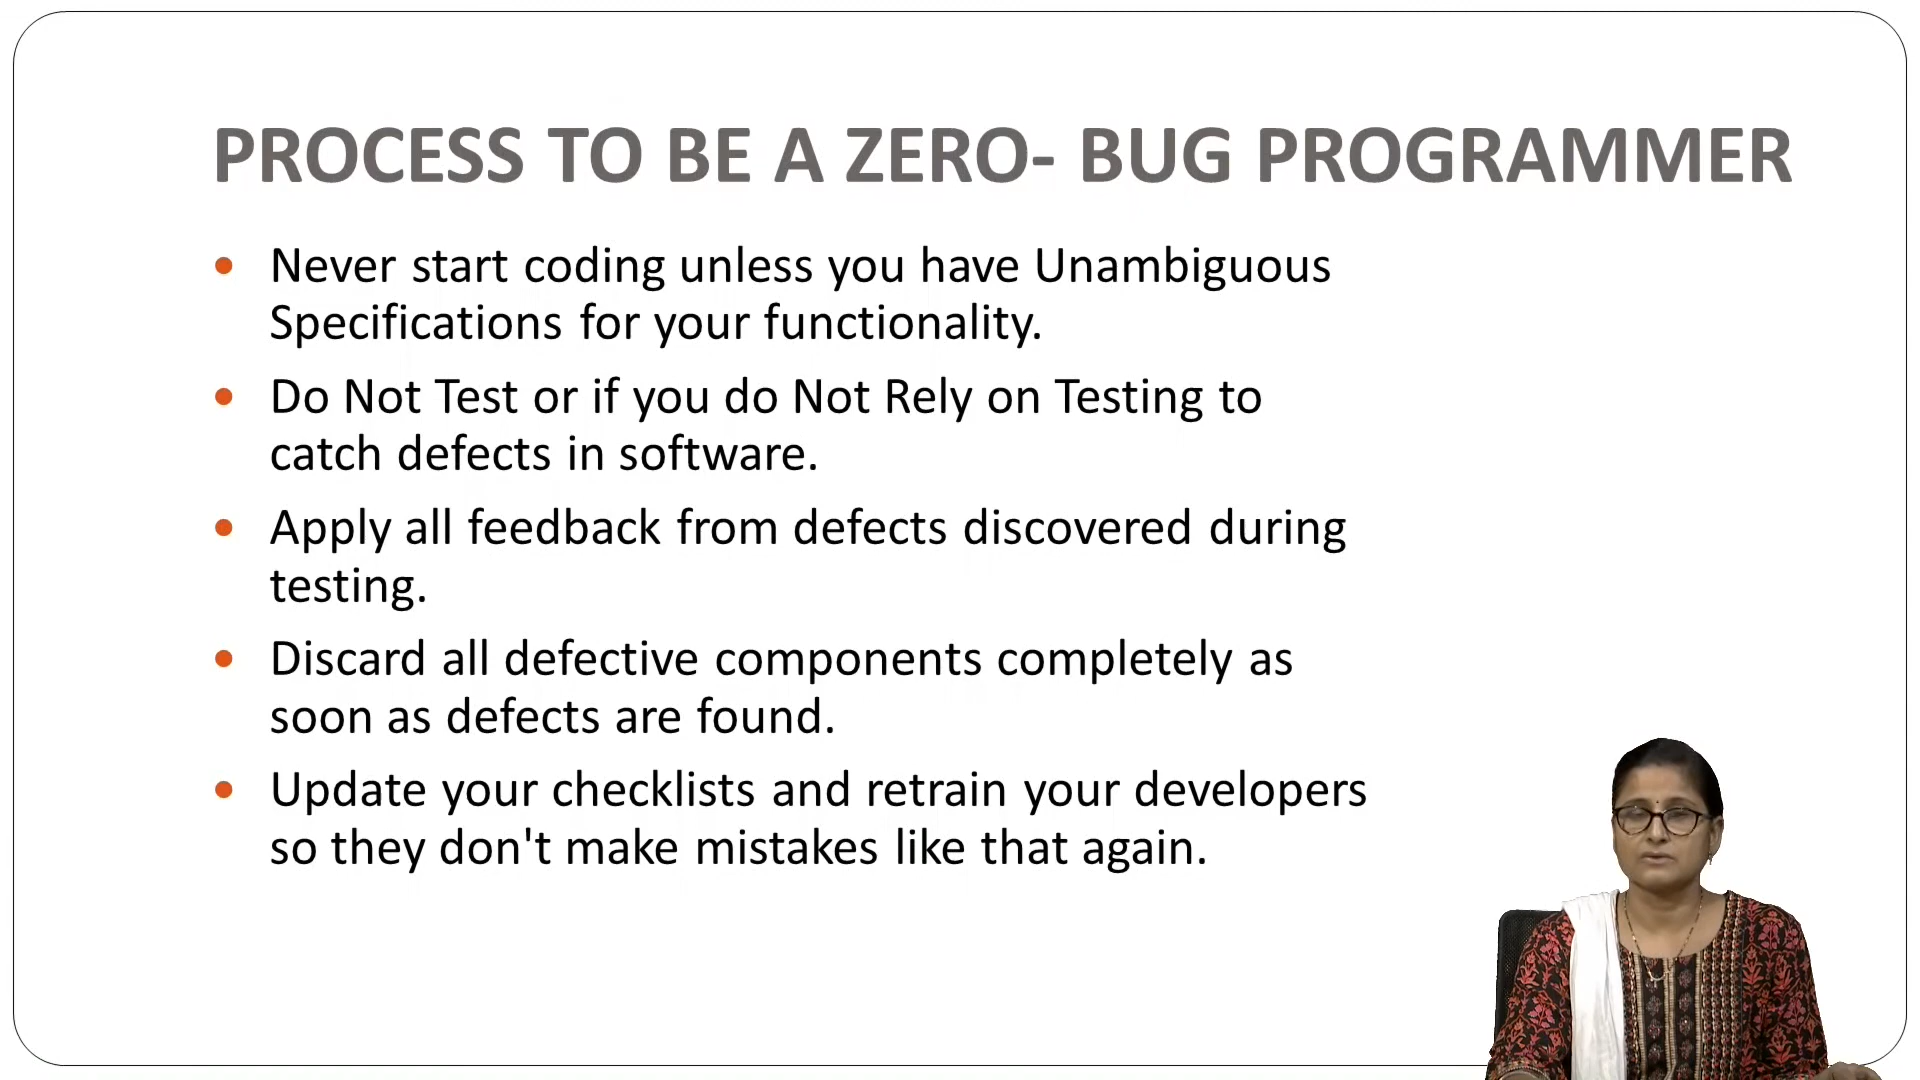 PROCESS TO BE A ZERO- BUG PROGRAMMER
• Never start coding unless you have Unambiguous
Specifications for your functionality.
• Do Not Test or if you do Not Rely on Testing to
catch defects in software.
• Apply all feedback from defects discovered during
testing.
• Discard all defective components completely as
soon as defects are found.
• Update your checklists and retrain your developers
so they don't make mistakes like that again.